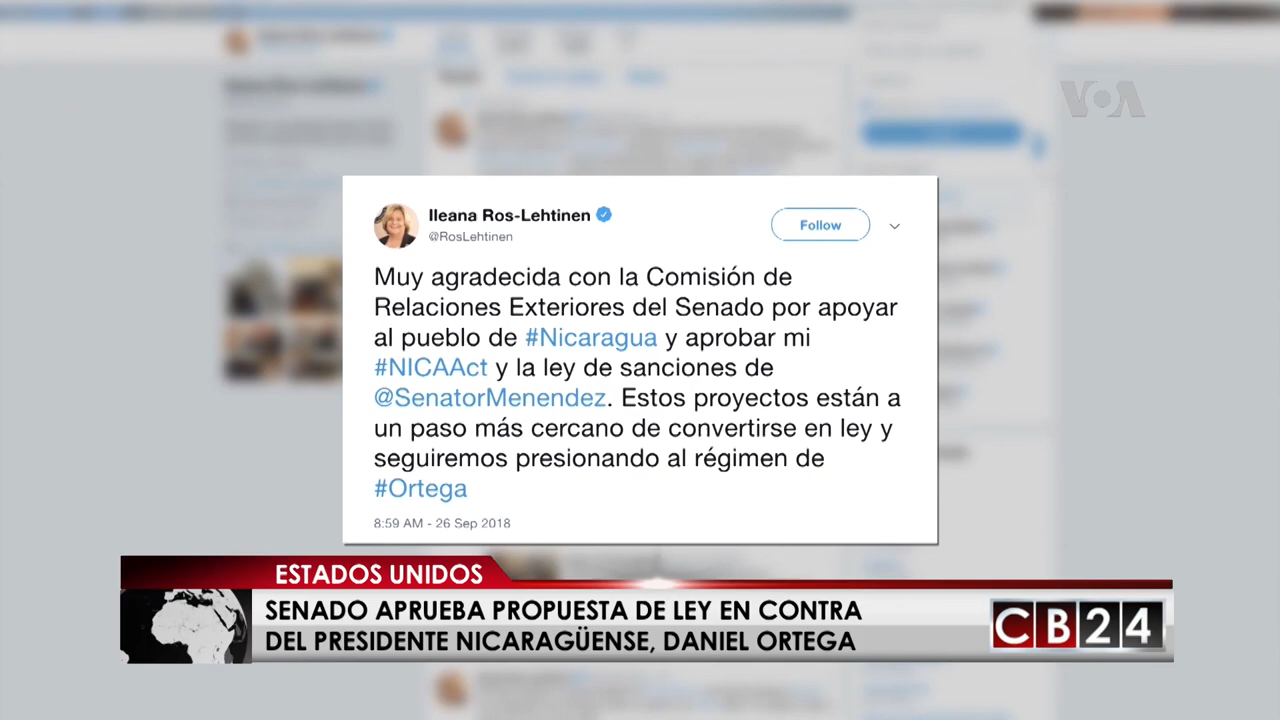 VOA
Ileana Ros-Lehtinen
@RosLehtinen
Follow
Muy agradecida con la Comisión de
Relaciones Exteriores del Senado por apoyar
al pueblo de #Nicaragua y aprobar mi
#NICAAct y la ley de sanciones de
@SenatorMenendez. Estos proyectos están a
un paso más cercano de convertirse en ley y
seguiremos presionando al régimen de
#Ortega
8:59 AM - 26 Sep 2018
ESTADOS UNIDOS
SENADO APRUEBA PROPUESTA DE LEY EN CONTRA
DEL PRESIDENTE NICARAGÜENSE, DANIEL ORTEGA
CB24